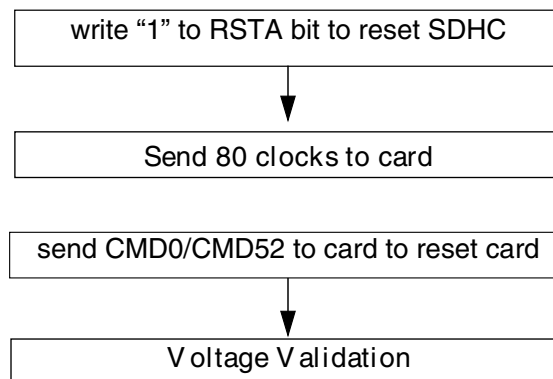 write “1” to RSTA bit to reset SDHC
Send 80 clocks to card
send CMD0/CMD52 to card to reset card
Voltage Validation